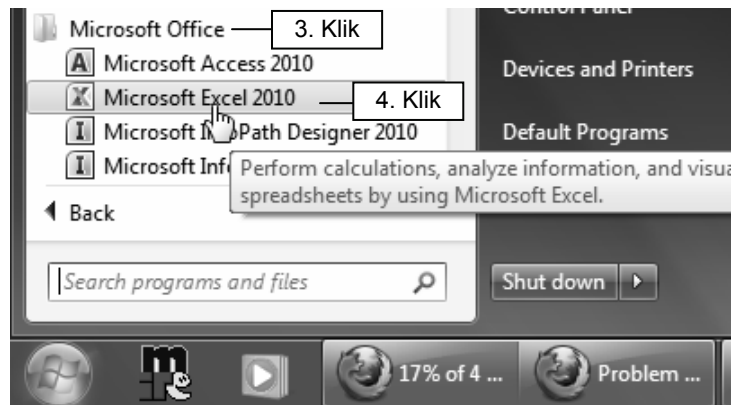 Microsoft Office
3. Klik
Control Panel
Microsoft Access 2010
Devices and Printers
Microsoft Excel 2010
4. Klik
Microsoft InfoPath Designer 2010
Default Programs
Microsoft Inf
Perform calculations, analyze information, and visua
spreadsheets by using Microsoft Excel.
Back
Search programs and files
Shut down
17% of 4 ...
Problem ...